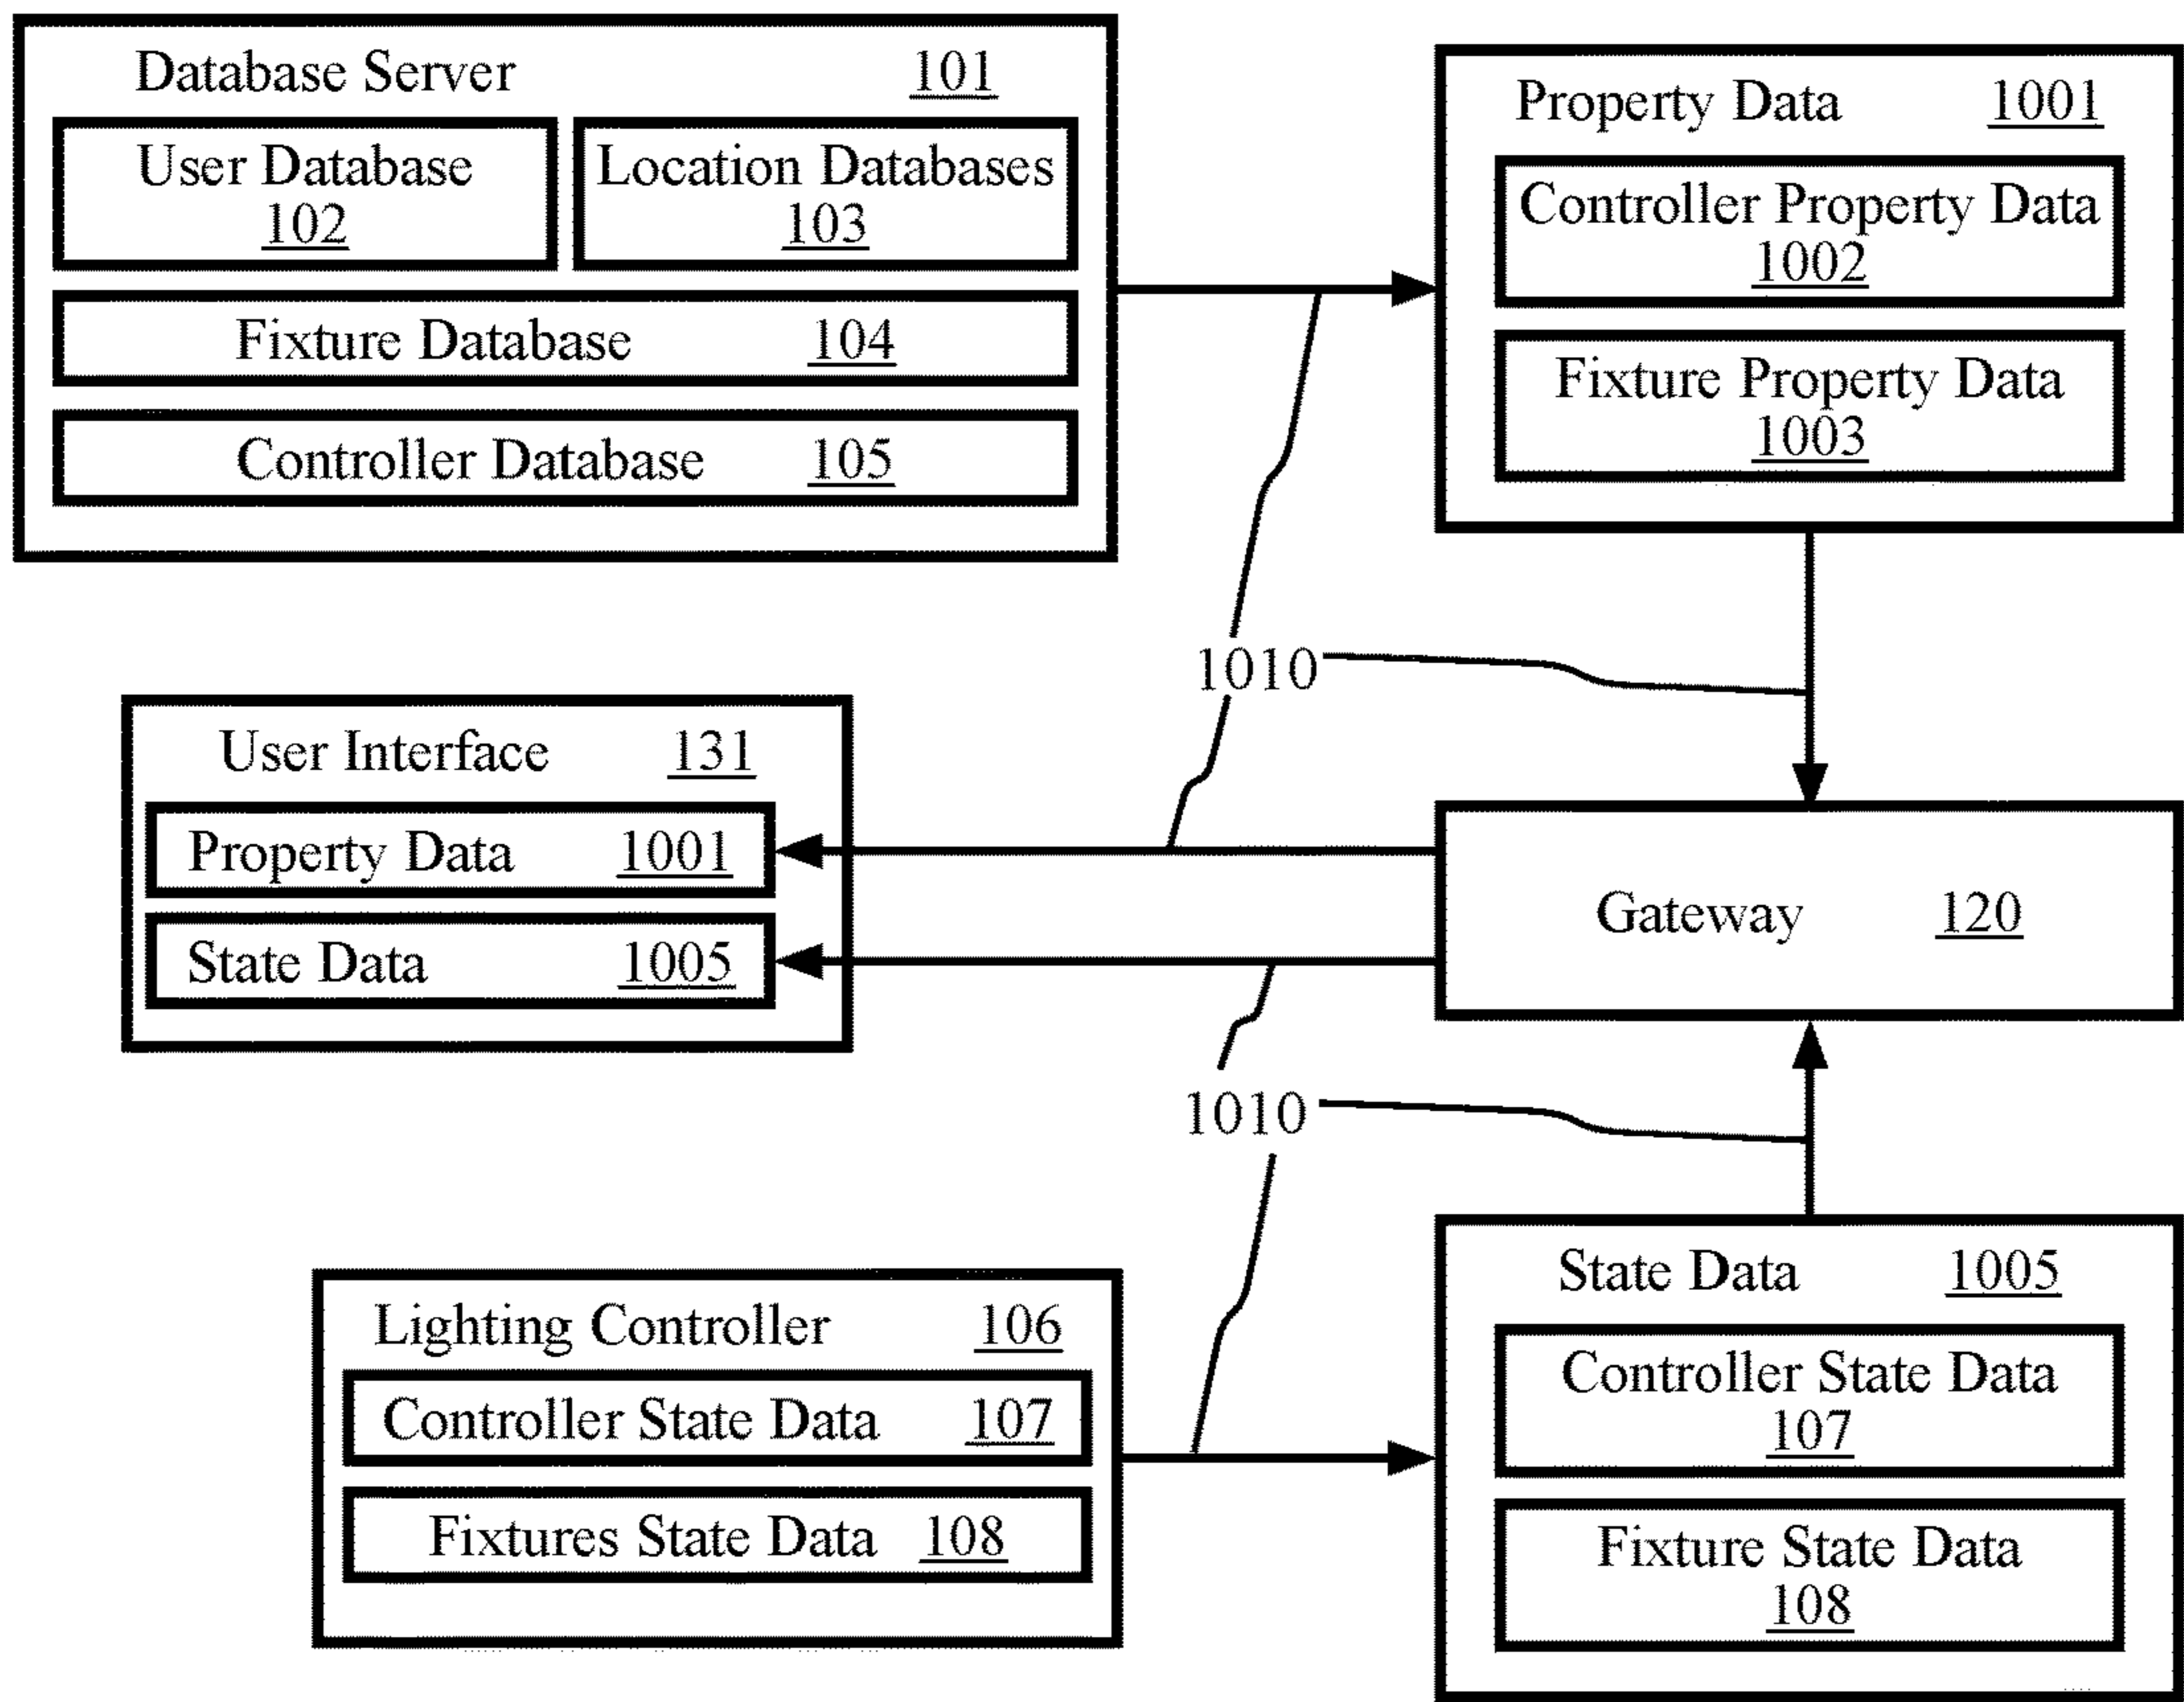 Database Server 101
User Database
102
Location Databases
103
Fixture Database 104
Controller Database 105
Property Data 1001
Controller Property Data
1002
Fixture Property Data
1003
1010
User Interface 131
Property Data 1001
State Data 1005
Gateway 120
1010
Lighting Controller 106
Controller State Data 107
Fixtures State Data 108
State Data 1005
Controller State Data
107
Fixture State Data
108